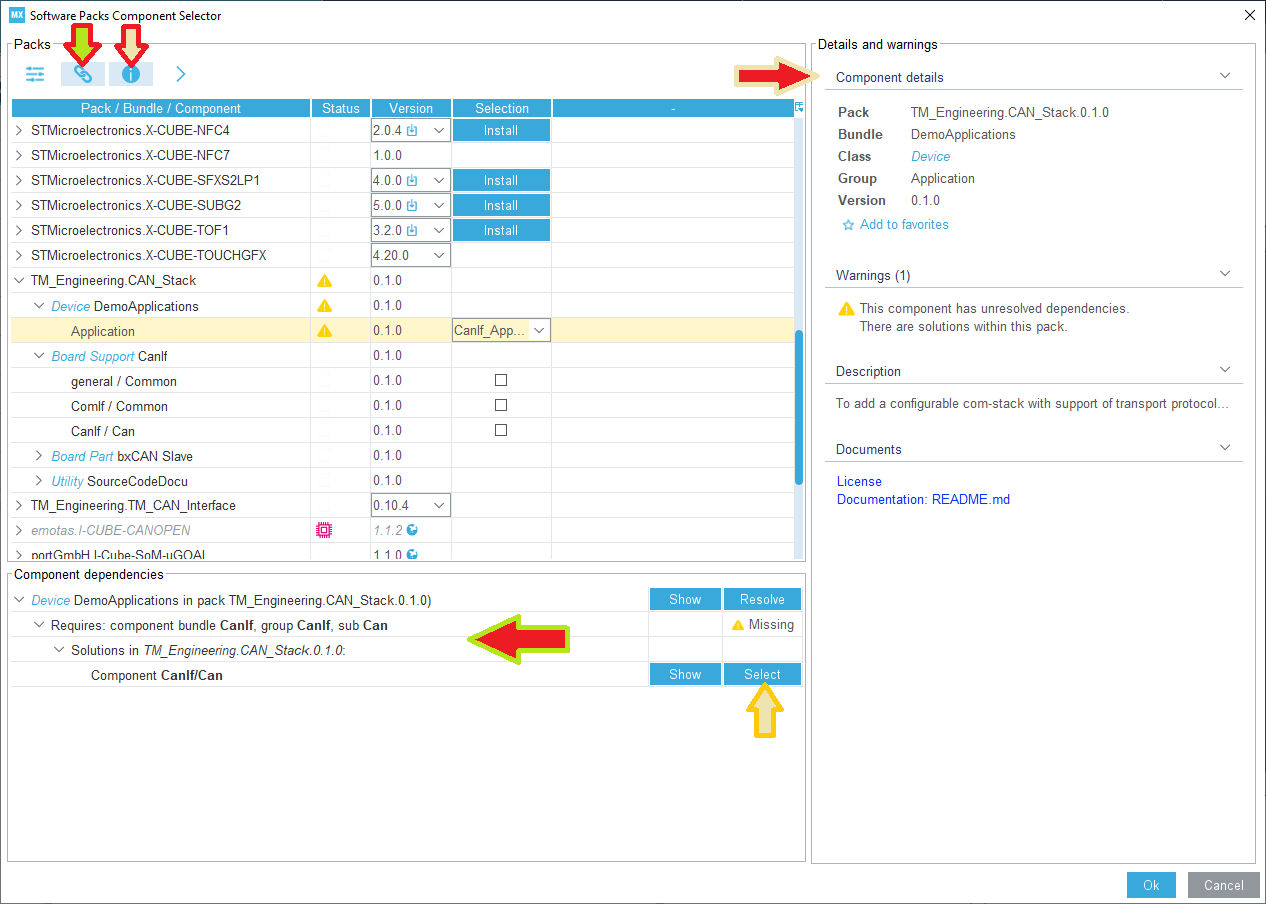 MX Software Packs Component Selector
Packs
Pack / Bundle / Component Status Version Selection -
STMicroelectronics.X-CUBE-NFC4 2.0.4 Install
STMicroelectronics.X-CUBE-NFC7 1.0.0
STMicroelectronics.X-CUBE-SFXS2LP1 4.0.0 Install
STMicroelectronics.X-CUBE-SUBG2 5.0.0 Install
STMicroelectronics.X-CUBE-TOF1 3.2.0 Install
STMicroelectronics.X-CUBE-TOUCHGFX 4.20.0
TM_Engineering.CAN_Stack 0.1.0
Device DemoApplications 0.1.0
Application 0.1.0 CanIf_App...
Board Support CanIf 0.1.0
general / Common 0.1.0
ComIf / Common 0.1.0
CanIf / Can 0.1.0
Board Part bxCAN Slave 0.1.0
Utility SourceCodeDocu 0.1.0
TM_Engineering.TM_CAN_Interface 0.10.4
emotas.I-CUBE-CANOPEN 1.1.2
portGmbH.I-Cube-SoM-uGOAL 1.1.0
Component dependencies
Device DemoApplications in pack TM_Engineering.CAN_Stack.0.1.0) Show Resolve
Requires: component bundle CanIf, group CanIf, sub Can Missing
Solutions in TM_Engineering.CAN_Stack.0.1.0:
Component CanIf/Can Show Select
Details and warnings
Component details
Pack TM_Engineering.CAN_Stack.0.1.0
Bundle DemoApplications
Class Device
Group Application
Version 0.1.0
Add to favorites
Warnings (1)
This component has unresolved dependencies.
There are solutions within this pack.
Description
To add a configurable com-stack with support of transport protocol...
Documents
License
Documentation: README.md
Ok Cancel